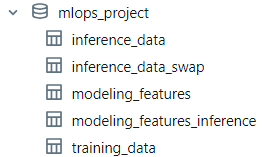 mlops_project
inference_data
inference_data_swap
modeling_features
modeling_features_inference
training_data